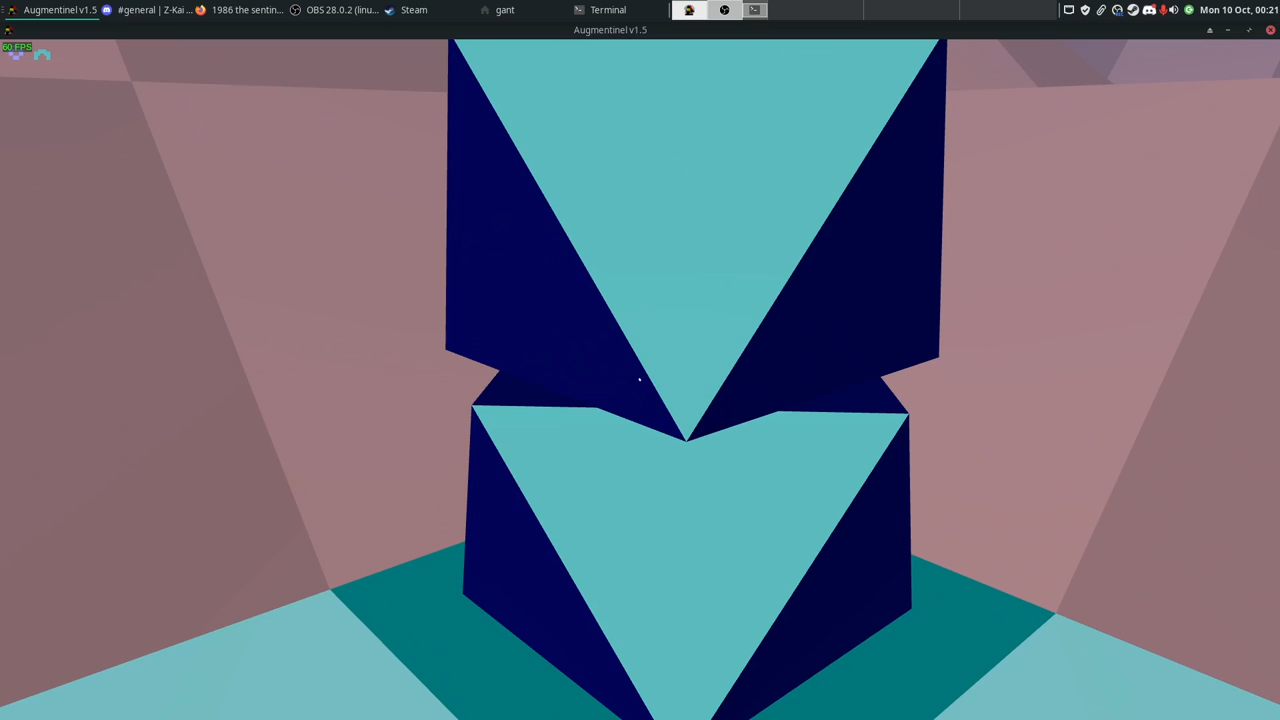 Augmentinel v1.5 #general | Z-Kai ... 1986 the sentin... OBS 28.0.2 (linu... Steam gant Terminal Mon 10 Oct, 00:21
Augmentinel v1.5
60 FPS